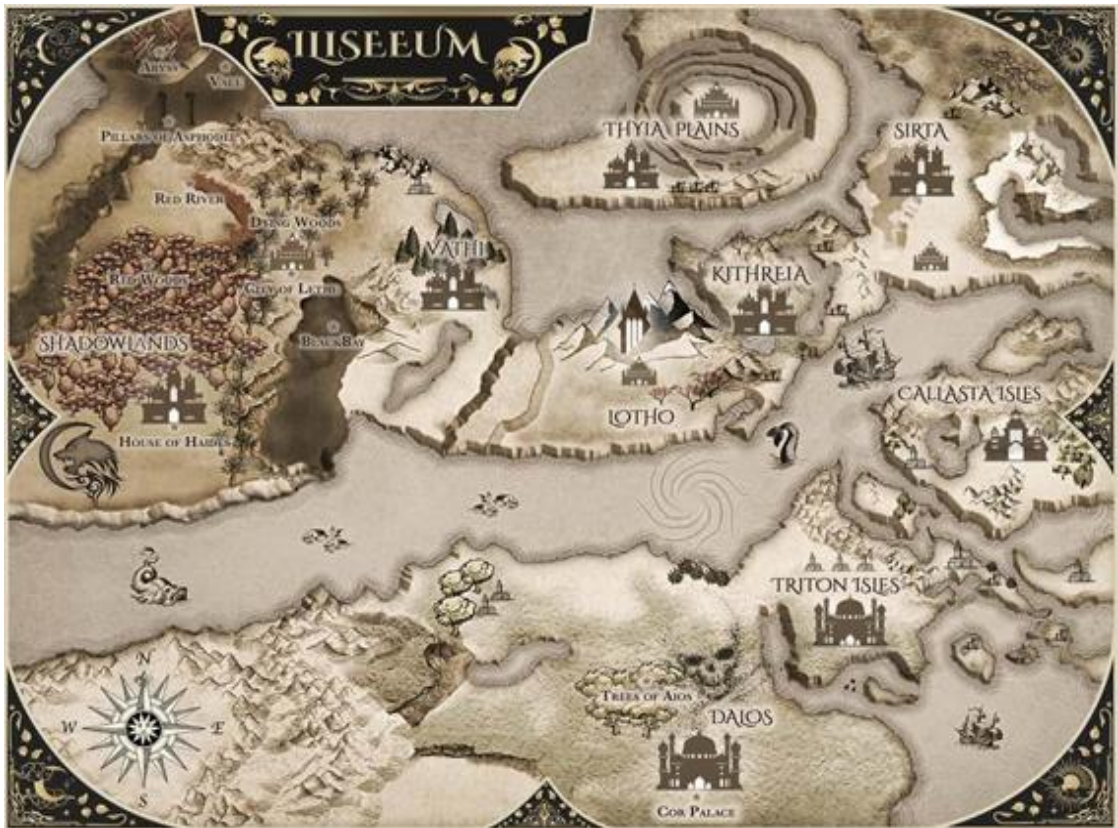 ILISEEUM
ABYSS
VALE
PILLARS OF ASPHODEL
THYIA PLAINS
SIRTA
RED RIVER
DYING WOODS
VATHI
KITHREIA
RED WOODS
CITY OF LETHE
BLACK BAY
SHADOWLANDS
CALLASTA ISLES
LOTHO
HOUSE OF HAIDES
TRITON ISLES
N
W
E
S
TREES OF AIOS
DALOS
COR PALACE